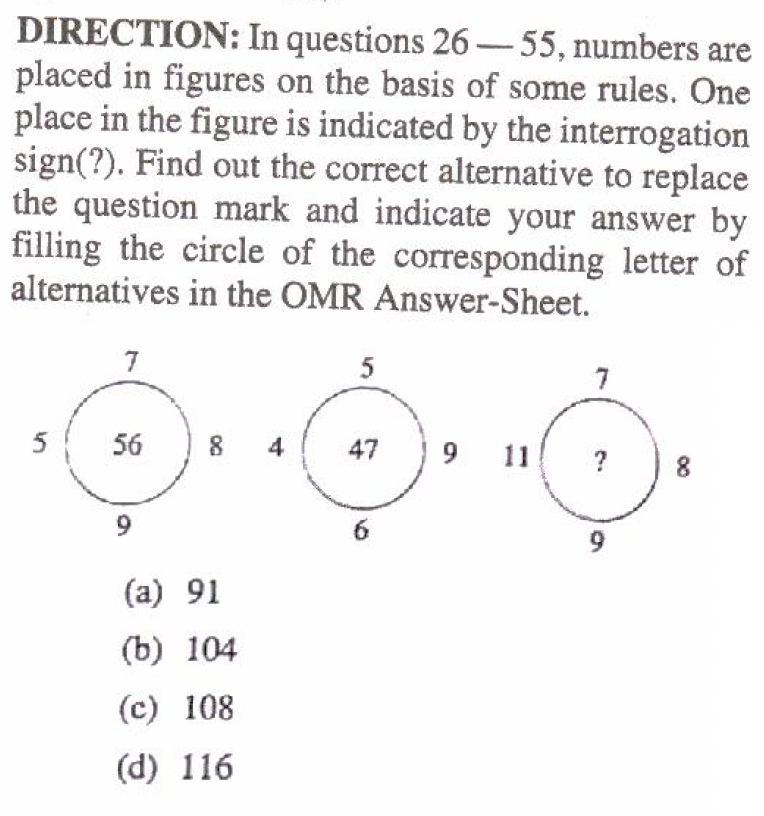 DIRECTION: In questions 26 — 55, numbers are
placed in figures on the basis of some rules. One
place in the figure is indicated by the interrogation
sign(?). Find out the correct alternative to replace
the question mark and indicate your answer by
filling the circle of the corresponding letter of
alternatives in the OMR Answer-Sheet.
7 5 7
5 56 8 4 47 9 11 ? 8
9 6 9
(a) 91
(b) 104
(c) 108
(d) 116